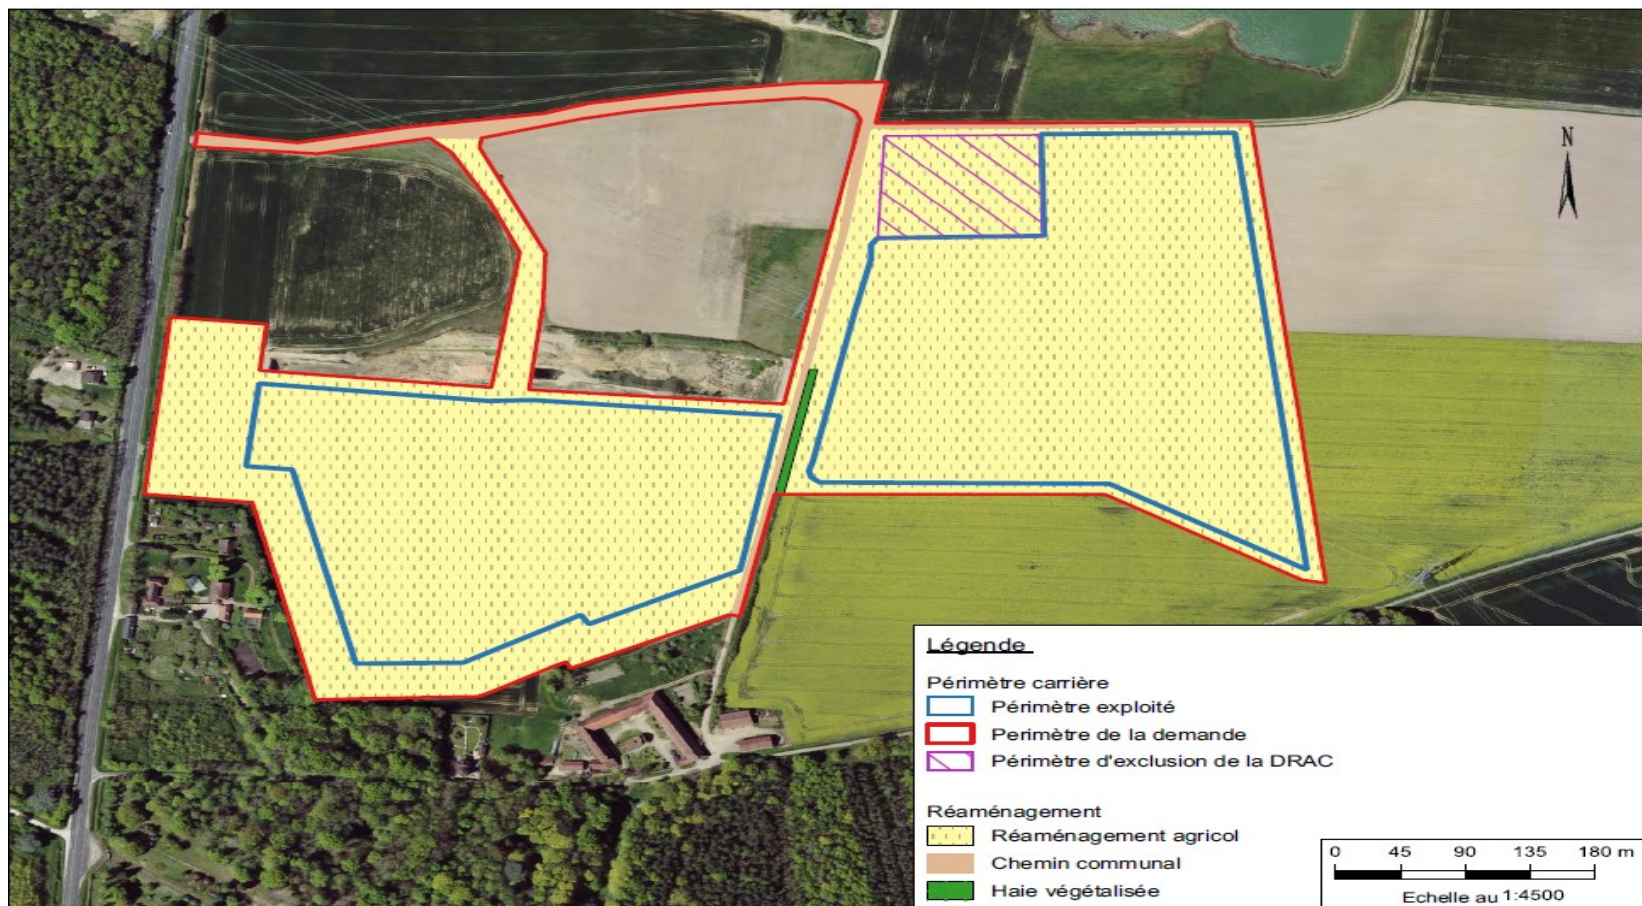 N
Légende
Périmètre carrière
Périmètre exploité
Perimètre de la demande
Périmètre d'exclusion de la DRAC
Réaménagement
Réaménagement agricol
Chemin communal
Haie végétalisée
0 45 90 135 180 m
Echelle au 1:4500